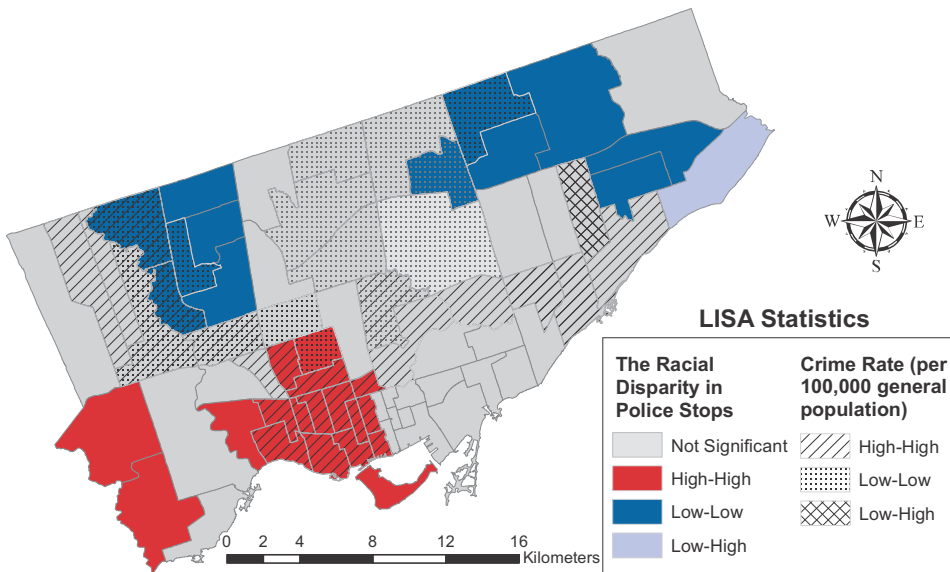 N
W E
S
LISA Statistics
The Racial
Disparity in
Police Stops
Not Significant
High-High
Low-Low
Low-High
Crime Rate (per
100,000 general
population)
High-High
Low-Low
Low-High
0 2 4 8 12 16
Kilometers